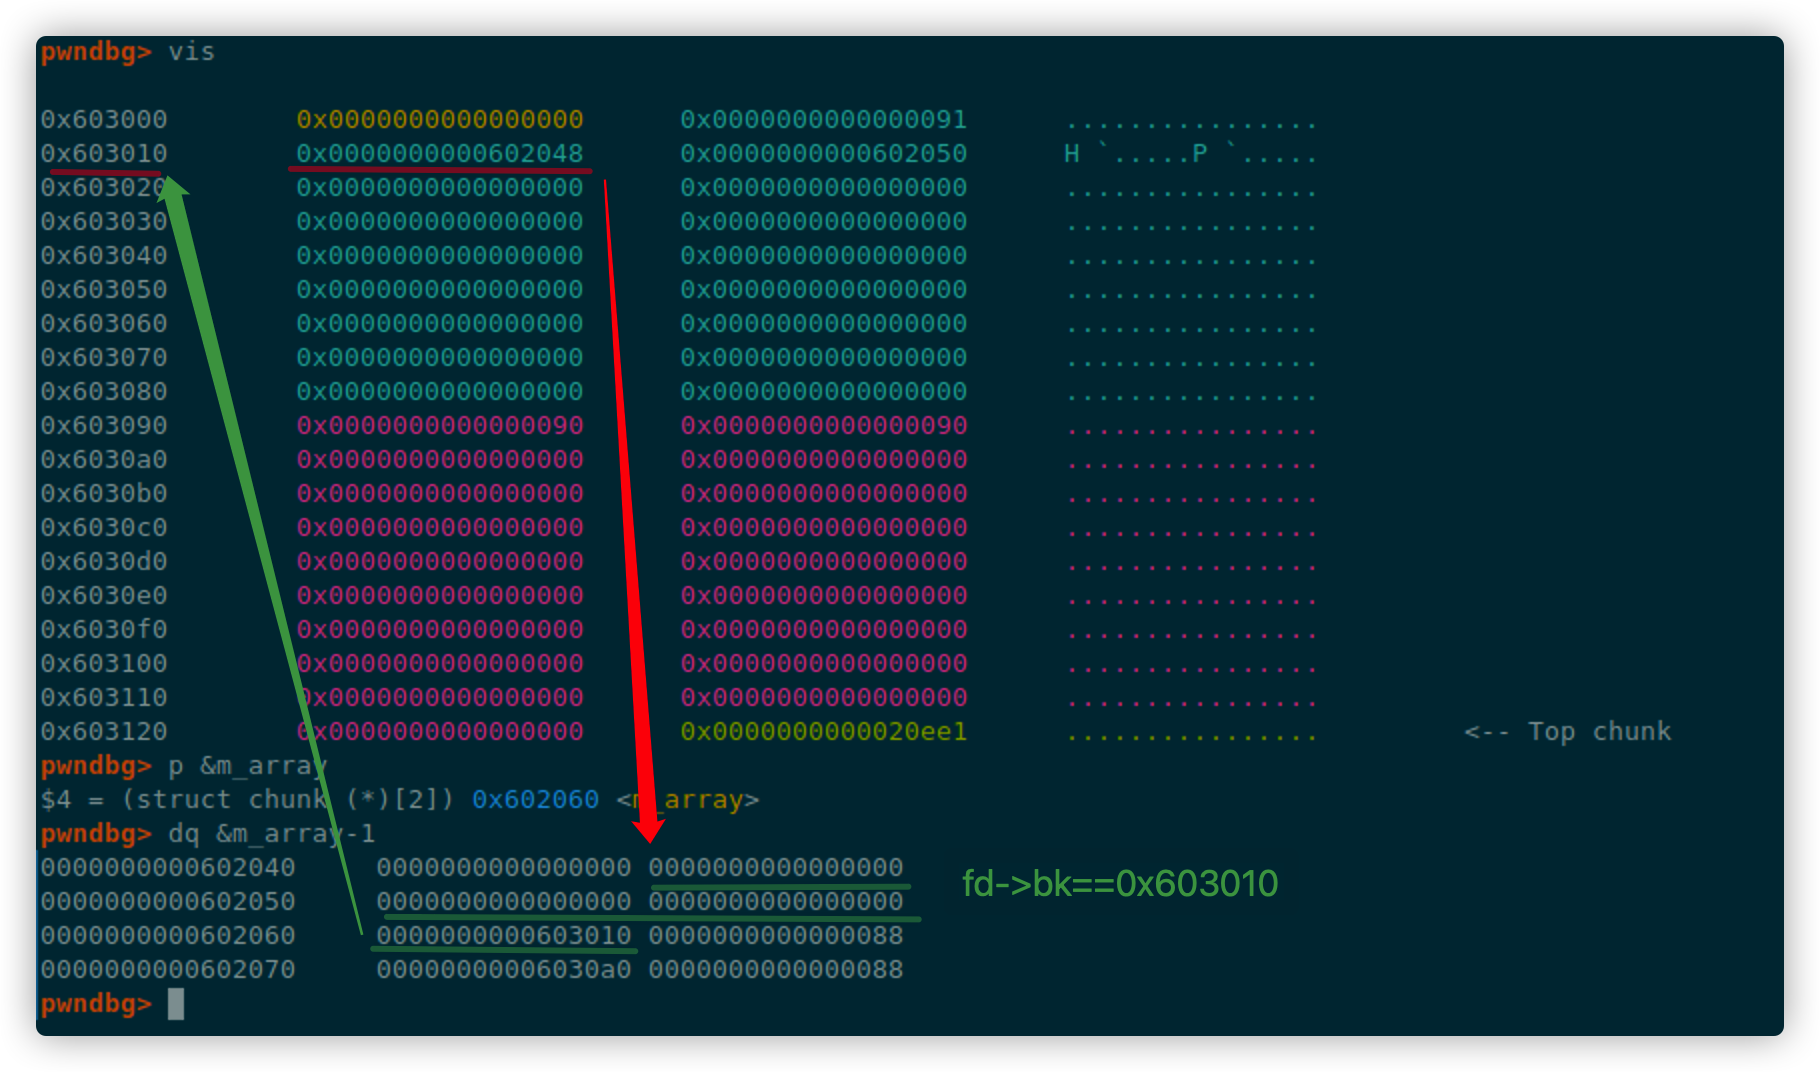 pwndbg> vis
0x603000 0x0000000000000000 0x0000000000000091 ................
0x603010 0x0000000000602048 0x0000000000602050 H `.....P `.....
0x603020 0x0000000000000000 0x0000000000000000 ................
0x603030 0x0000000000000000 0x0000000000000000 ................
0x603040 0x0000000000000000 0x0000000000000000 ................
0x603050 0x0000000000000000 0x0000000000000000 ................
0x603060 0x0000000000000000 0x0000000000000000 ................
0x603070 0x0000000000000000 0x0000000000000000 ................
0x603080 0x0000000000000000 0x0000000000000000 ................
0x603090 0x0000000000000090 0x0000000000000090 ................
0x6030a0 0x0000000000000000 0x0000000000000000 ................
0x6030b0 0x0000000000000000 0x0000000000000000 ................
0x6030c0 0x0000000000000000 0x0000000000000000 ................
0x6030d0 0x0000000000000000 0x0000000000000000 ................
0x6030e0 0x0000000000000000 0x0000000000000000 ................
0x6030f0 0x0000000000000000 0x0000000000000000 ................
0x603100 0x0000000000000000 0x0000000000000000 ................
0x603110 0x0000000000000000 0x0000000000000000 ................
0x603120 0x0000000000000000 0x0000000000020ee1 ................ <-- Top chunk
pwndbg> p &m_array
$4 = (struct chunk (*)[2]) 0x602060 <m_array>
pwndbg> dq &m_array-1
0000000000602040 0000000000000000 0000000000000000
fd->bk==0x603010
0000000000602050 0000000000000000 0000000000000000
0000000000602060 0000000000603010 0000000000000088
0000000000602070 00000000006030a0 0000000000000088
pwndbg>